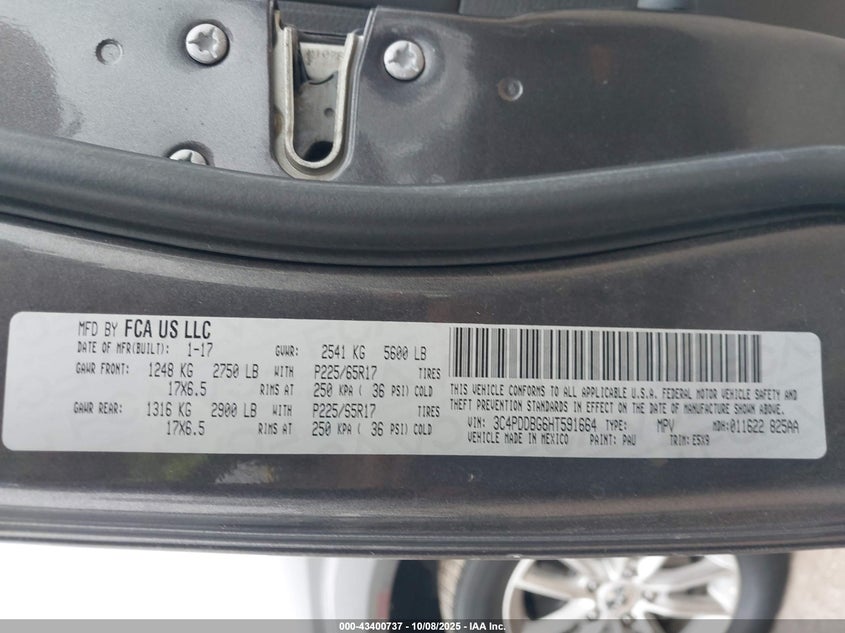 MFD BY FCA US LLC
DATE OF MFR(BUILT): 1-17 GVWR: 2541 KG 5600 LB
GAWR FRONT: 1248 KG 2750 LB WITH P225/65R17 TIRES
17X6.5 RIMS AT 250 KPA ( 36 PSI) COLD
GAWR REAR: 1316 KG 2900 LB WITH P225/65R17 TIRES
17X6.5 RIMS AT 250 KPA ( 36 PSI) COLD
THIS VEHICLE CONFORMS TO ALL APPLICABLE U.S.A. FEDERAL MOTOR VEHICLE SAFETY AND
THEFT PREVENTION STANDARDS IN EFFECT ON THE DATE OF MANUFACTURE SHOWN ABOVE.
VIN: 3C4PDDBG6HT591664 TYPE: MPV MDH:011622 825AA
VEHICLE MADE IN MEXICO PAINT: PAU TRIM: E5X9
000-43400737 - 10/08/2025 - IAA Inc.